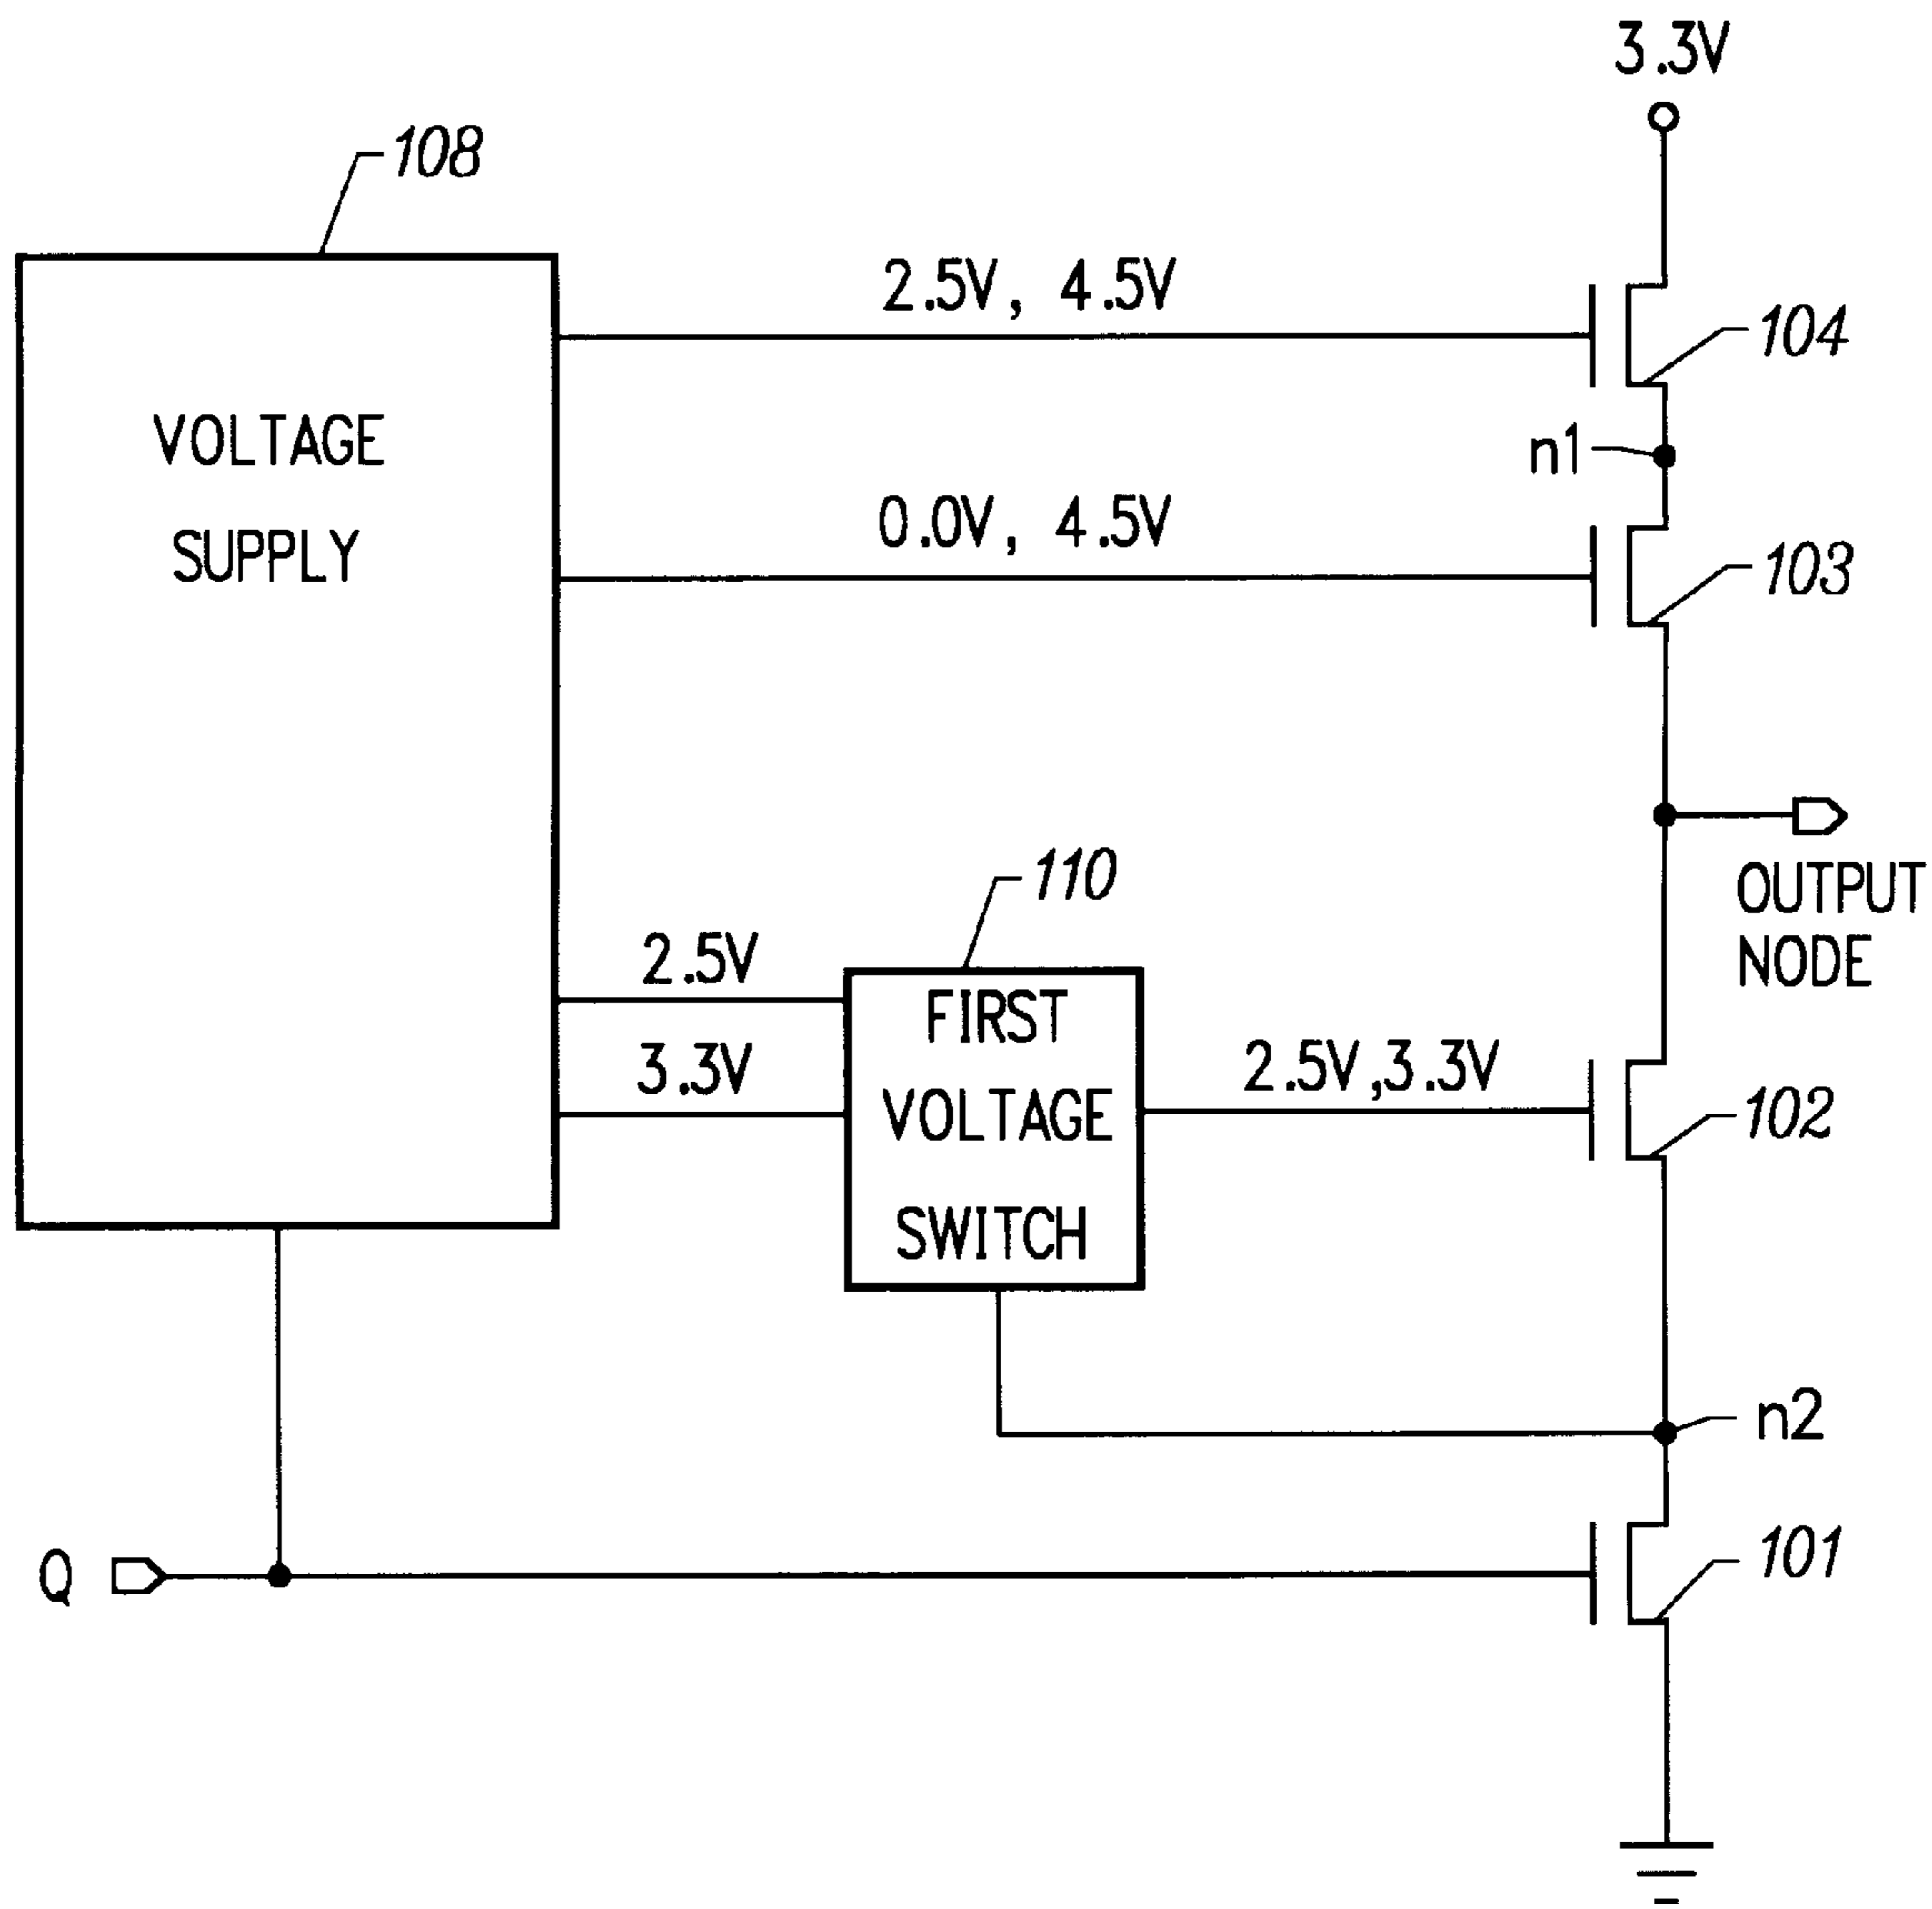 3.3V
108
2.5V, 4.5V
104
VOLTAGE
SUPPLY
n1
0.0V, 4.5V
103
110
OUTPUT
NODE
2.5V
3.3V
FIRST
VOLTAGE
SWITCH
2.5V,3.3V
102
n2
Q
101